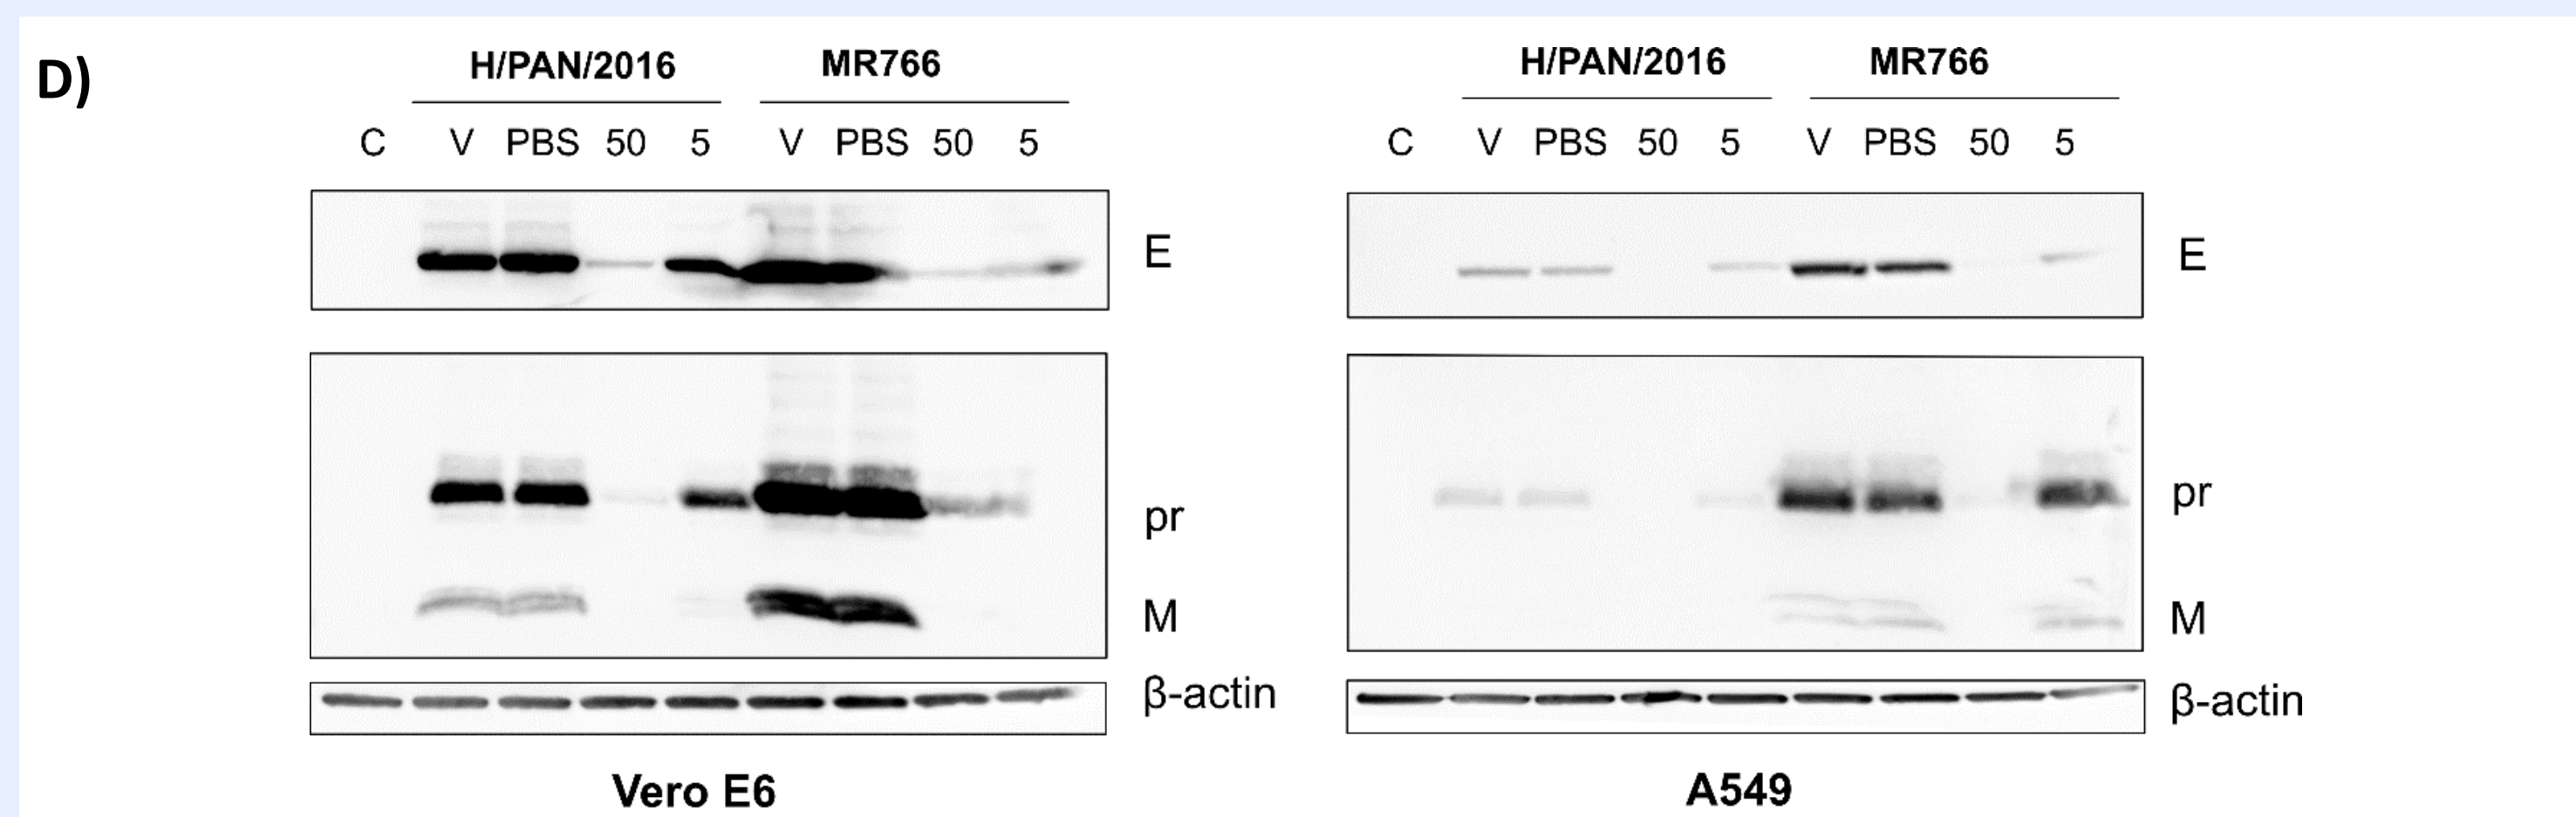 D)
H/PAN/2016 MR766
C V PBS 50 5 V PBS 50 5
E
pr
M
β-actin
Vero E6
H/PAN/2016 MR766
C V PBS 50 5 V PBS 50 5
E
pr
M
β-actin
A549